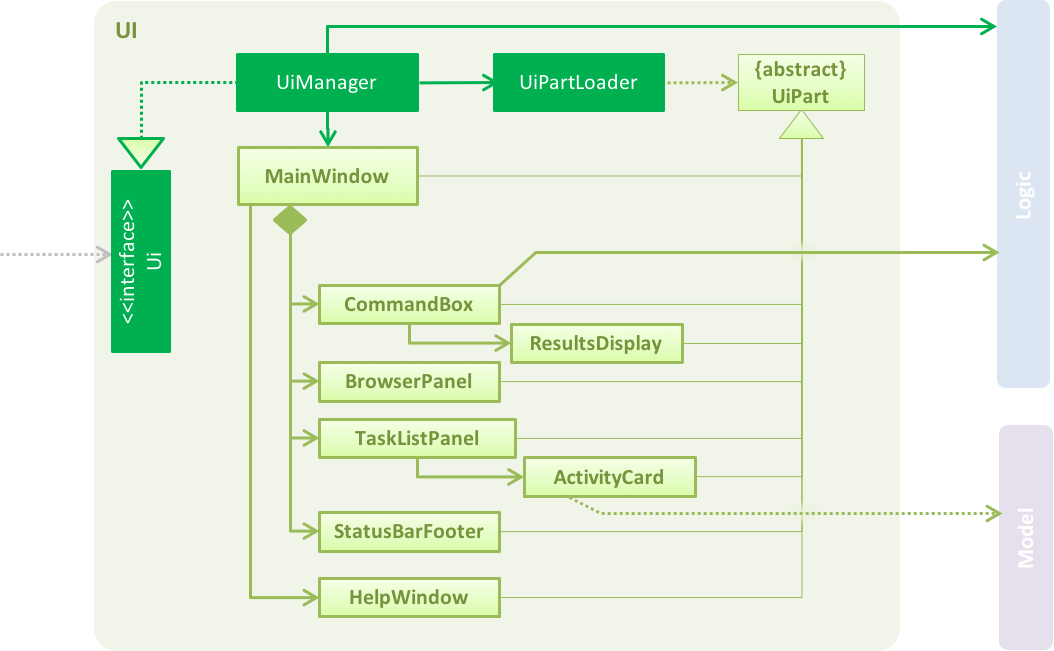 UI
UiManager
UiPartLoader
{abstract}
UiPart
MainWindow
<<interface>>
Ui
Logic
CommandBox
ResultsDisplay
BrowserPanel
TaskListPanel
ActivityCard
StatusBarFooter
Model
HelpWindow